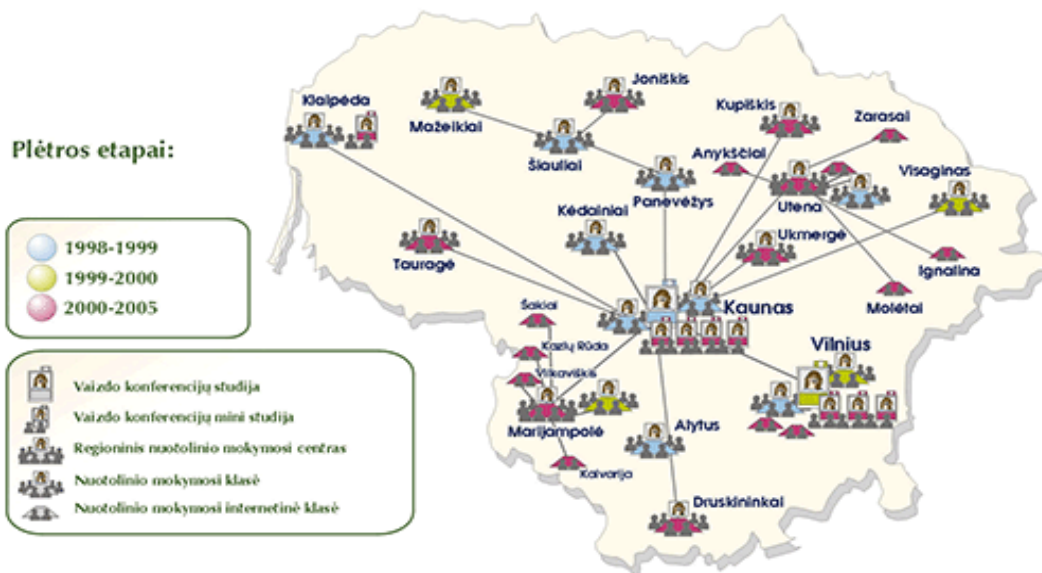 Plėtros etapai:
1998-1999
1999-2000
2000-2005
Vaizdo konferencijų studija
Vaizdo konferencijų mini studija
Regioninis nuotolinio mokymosi centras
Nuotolinio mokymosi klasė
Nuotolinio mokymosi internetinė klasė
Klaipėda
Mažeikiai
Joniškis
Šiauliai
Kupiškis
Zarasai
Anykščiai
Visaginas
Panevėžys
Utena
Kėdainiai
Ukmergė
Tauragė
Ignalina
Molėtai
Kaunas
Šakiai
Kazlų Rūda
Vilkaviškis
Vilnius
Marijampolė
Alytus
Kalvarija
Druskininkai